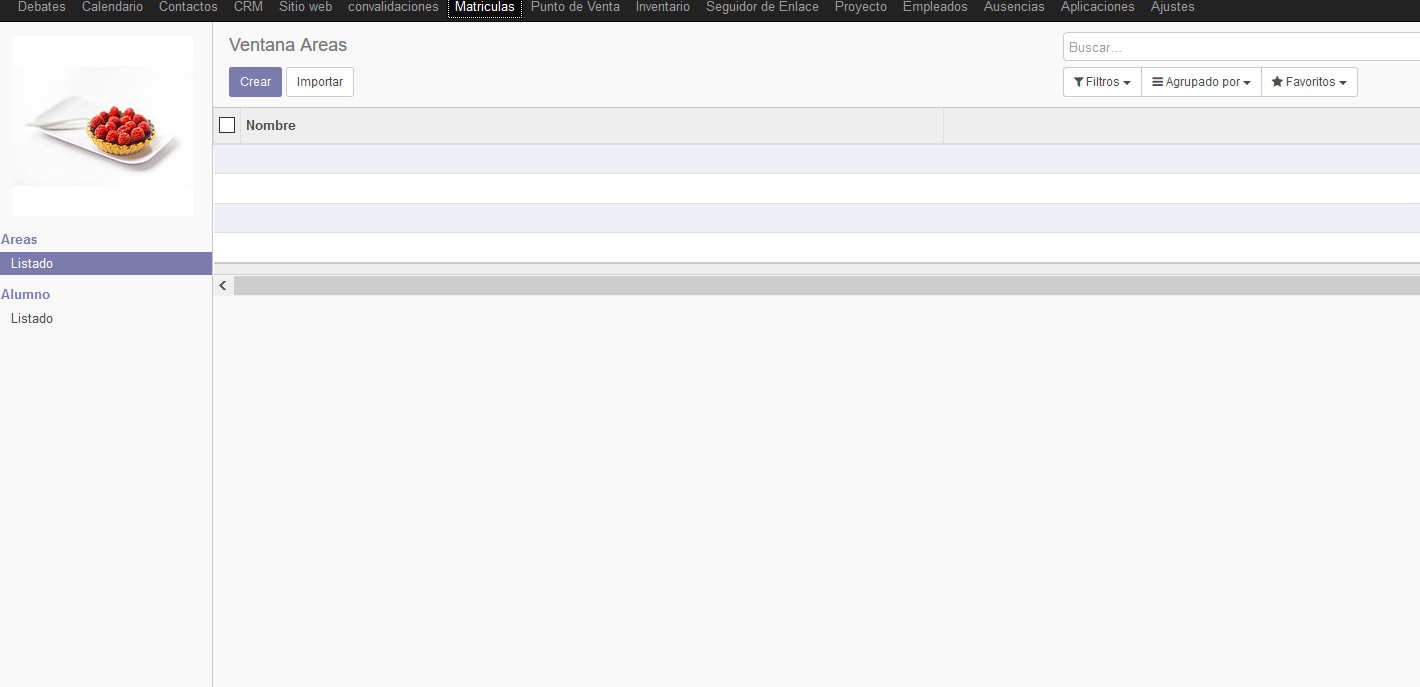 Debates Calendario Contactos CRM Sitio web convalidaciones Matriculas Punto de Venta Inventario Seguidor de Enlace Proyecto Empleados Ausencias Aplicaciones Ajustes
Ventana Areas
Buscar...
Crear Importar
Filtros Agrupado por Favoritos
Nombre
Areas
Listado
Alumno
Listado